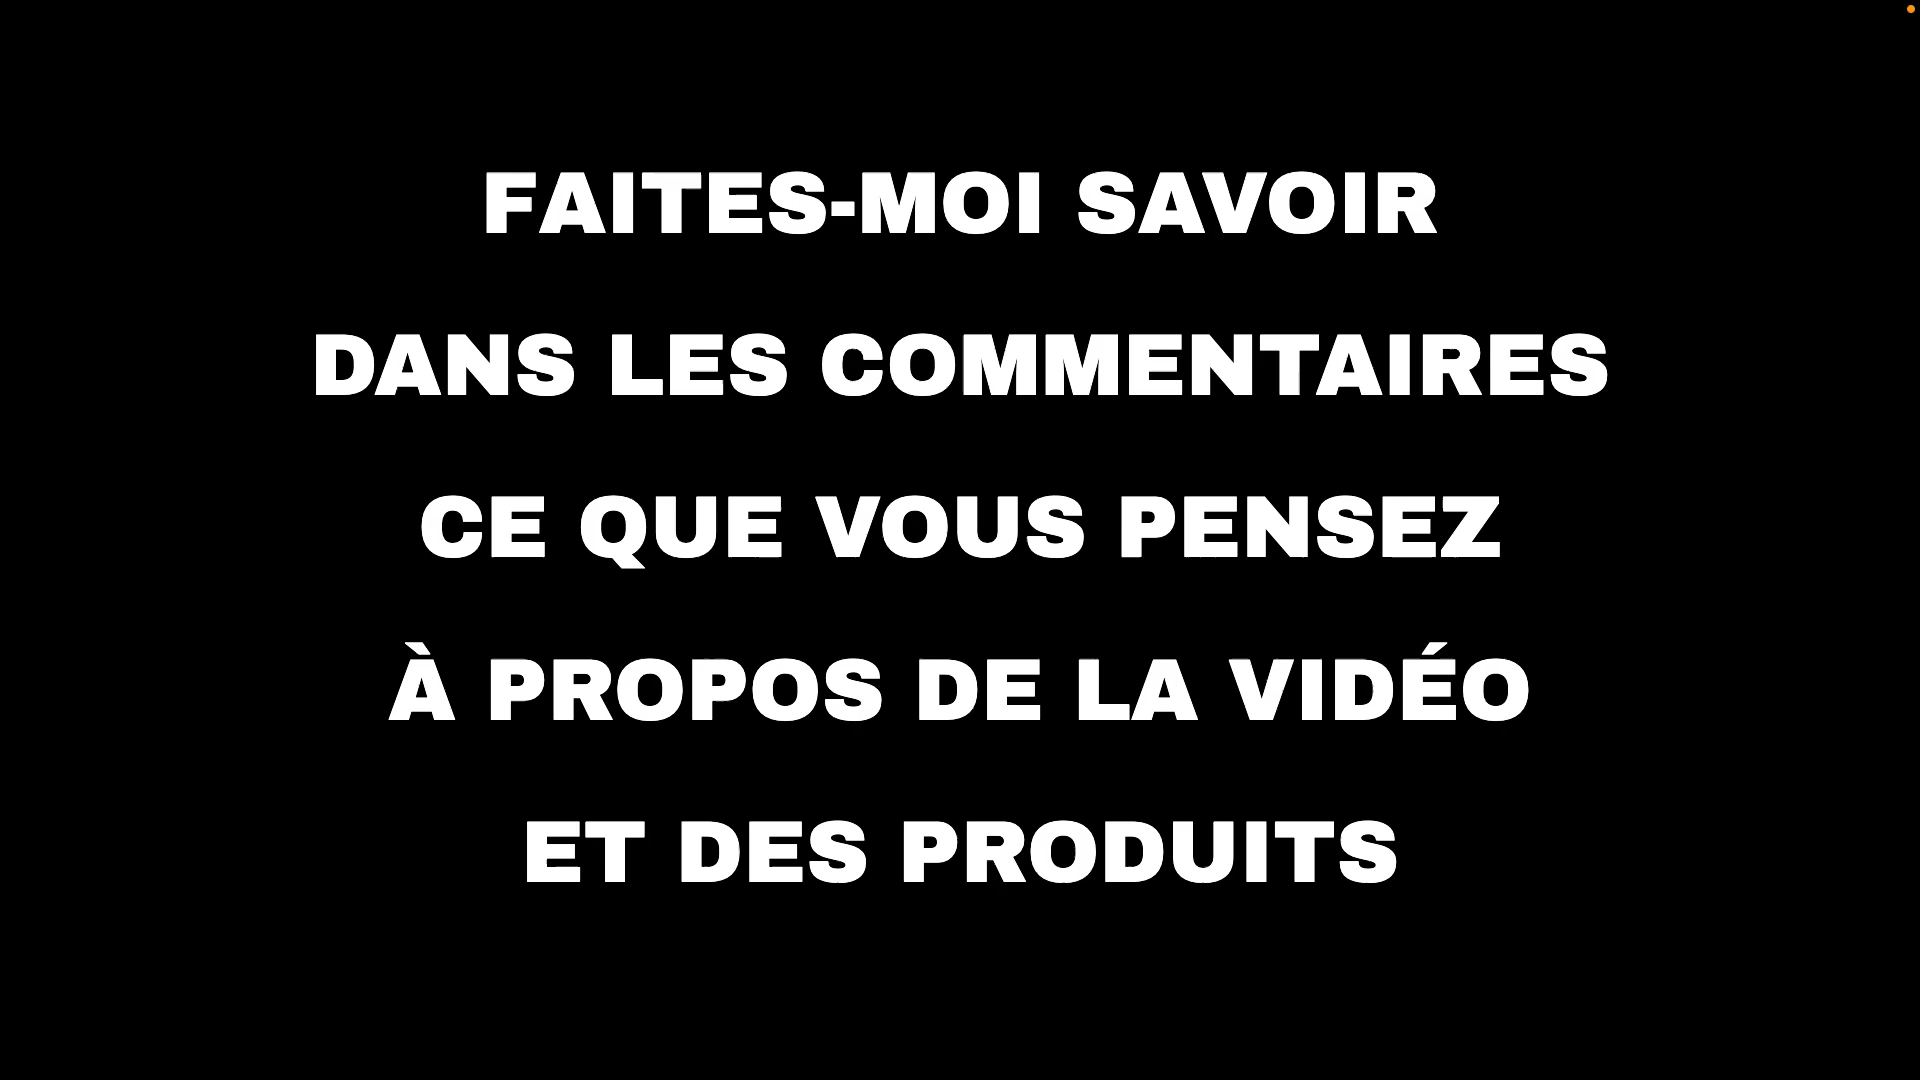 FAITES-MOI SAVOIR
DANS LES COMMENTAIRES
CE QUE VOUS PENSEZ
À PROPOS DE LA VIDÉO
ET DES PRODUITS